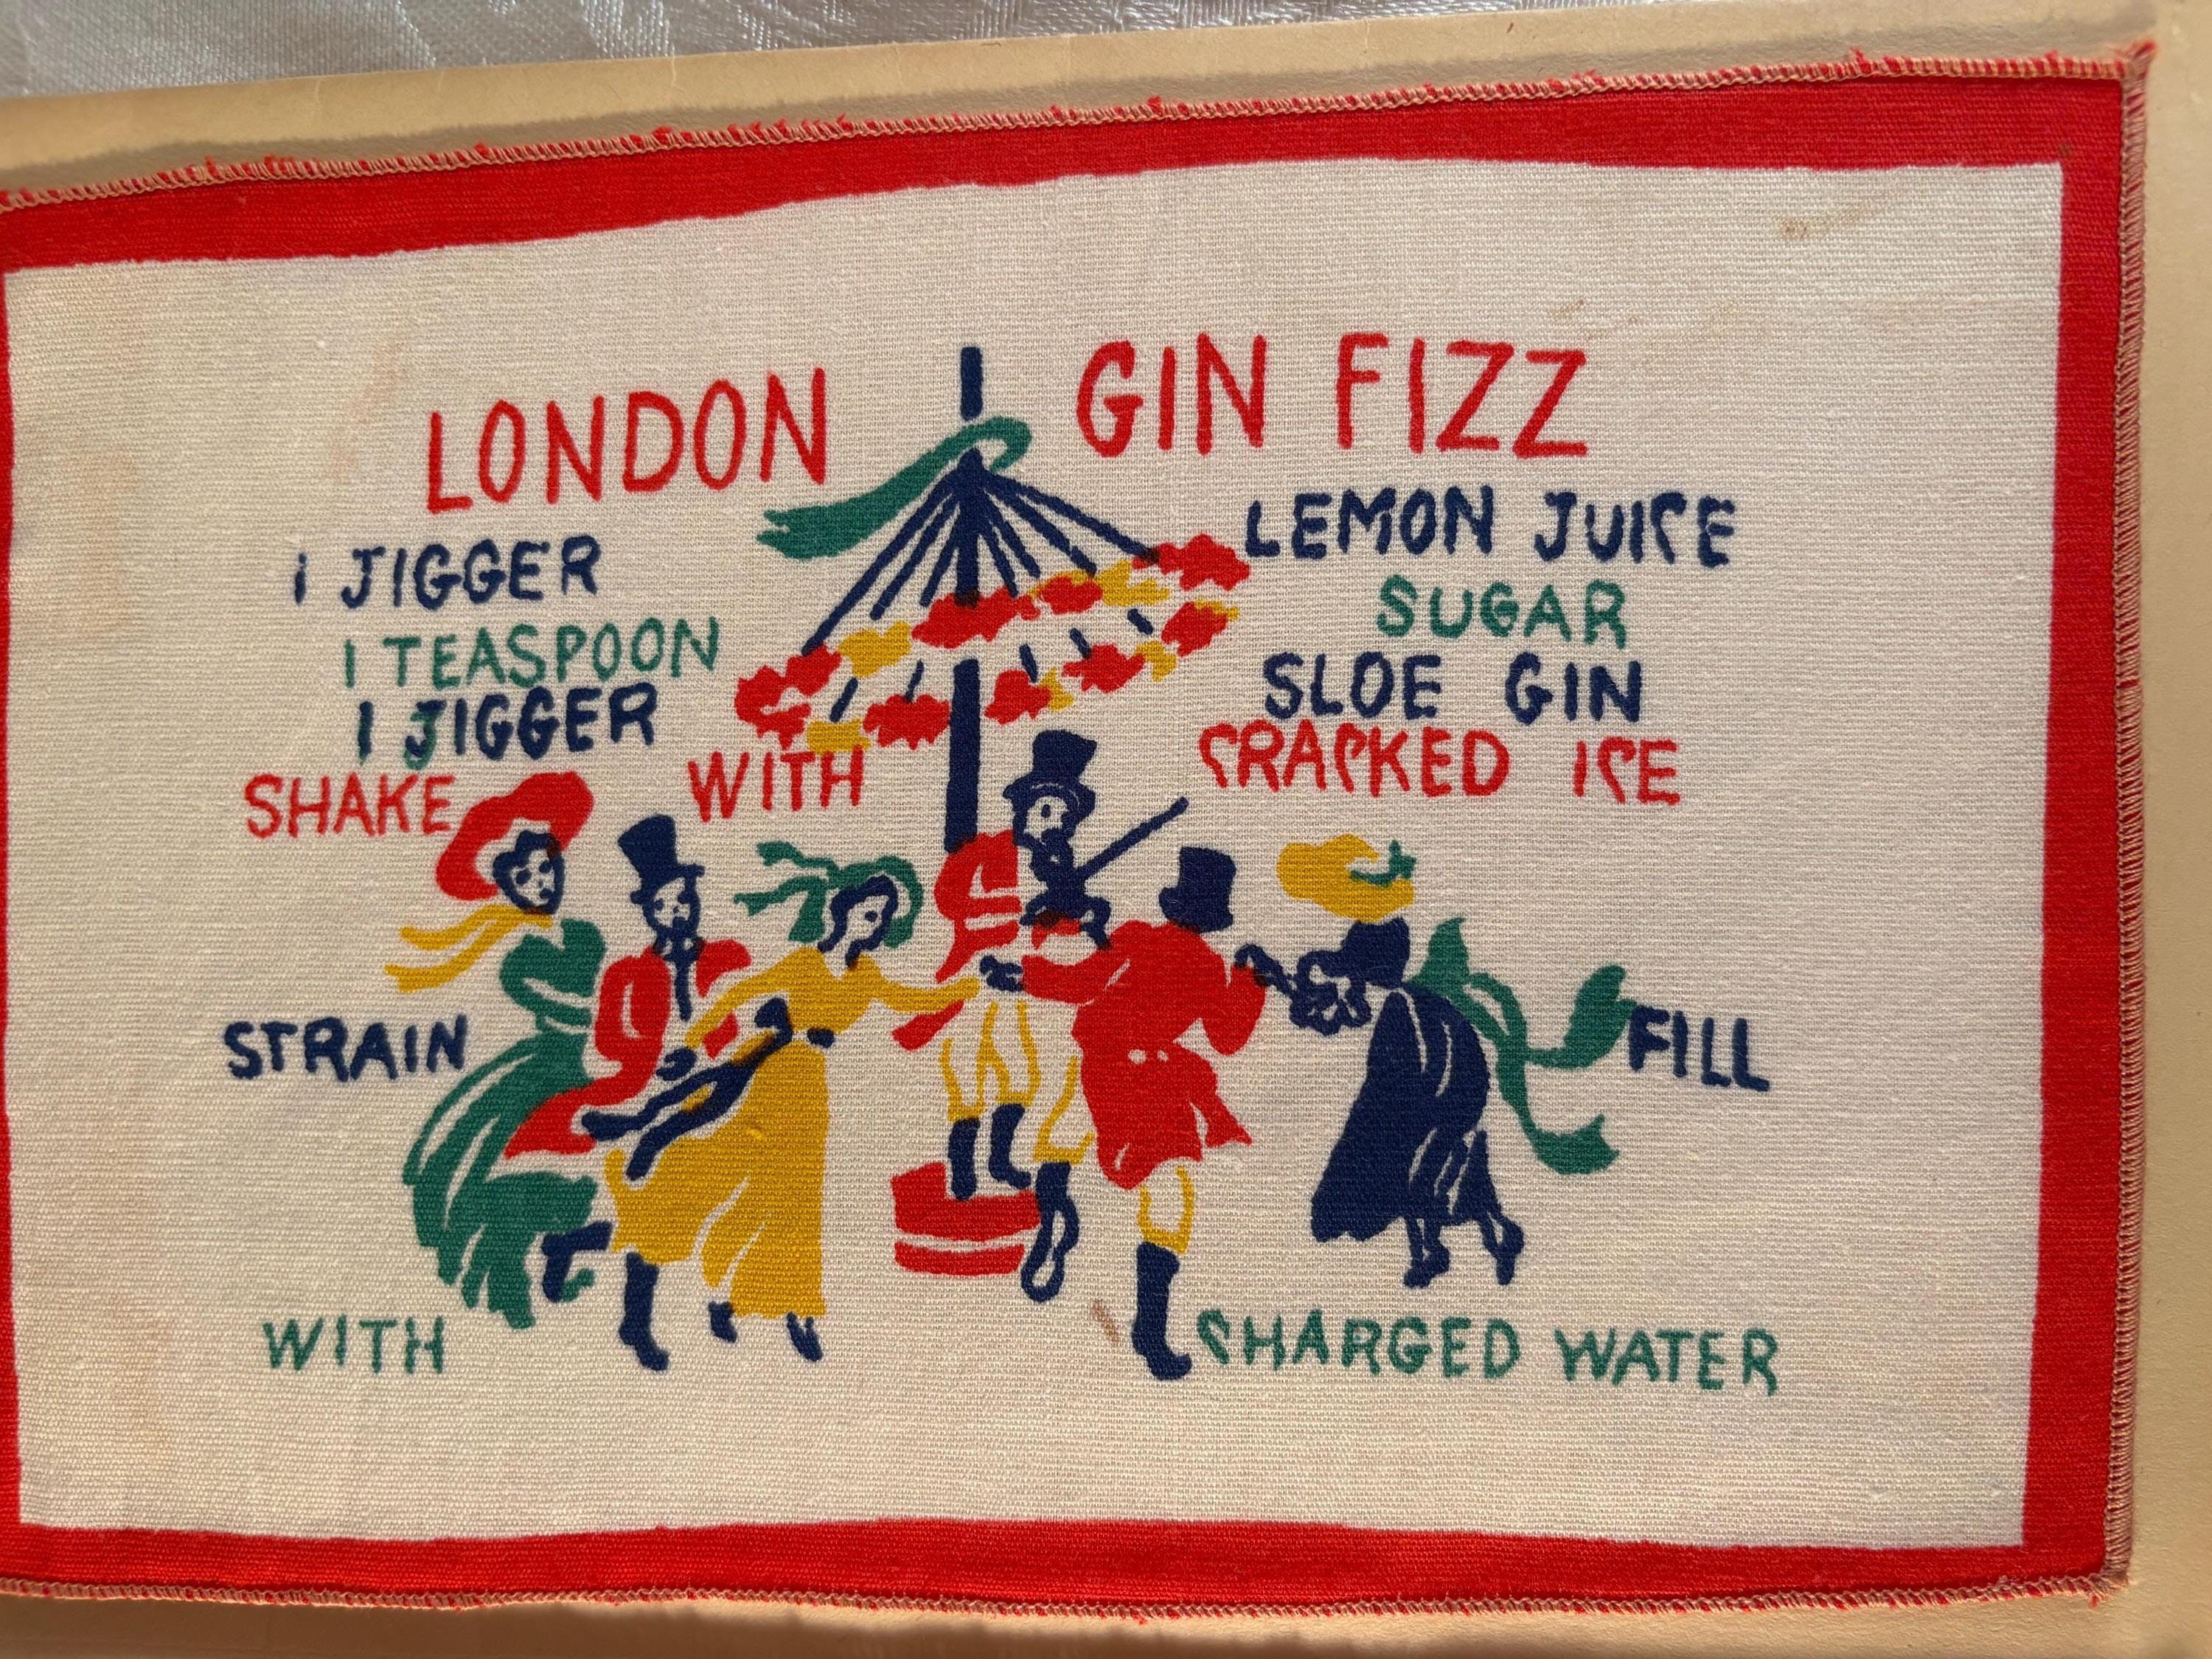 LONDON GIN FIZZ
1 JIGGER LEMON JUICE
1 TEASPOON SUGAR
1 JIGGER SLOE GIN
SHAKE WITH CRACKED ICE
STRAIN FILL
WITH CHARGED WATER